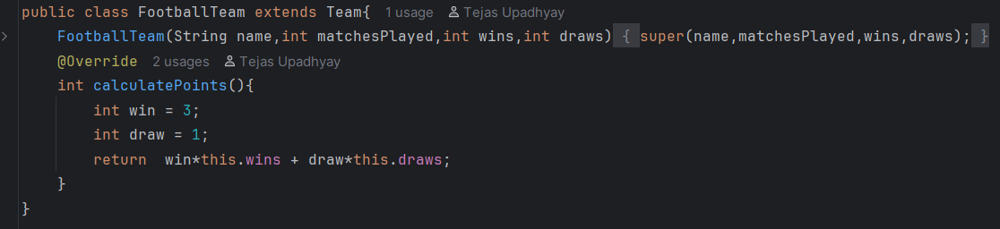 public class FootballTeam extends Team{ 1 usage Tejas Upadhyay
FootballTeam(String name,int matchesPlayed,int wins,int draws) { super(name,matchesPlayed,wins,draws); }
@Override 2 usages Tejas Upadhyay
int calculatePoints(){
int win = 3;
int draw = 1;
return  win*this.wins + draw*this.draws;
}
}